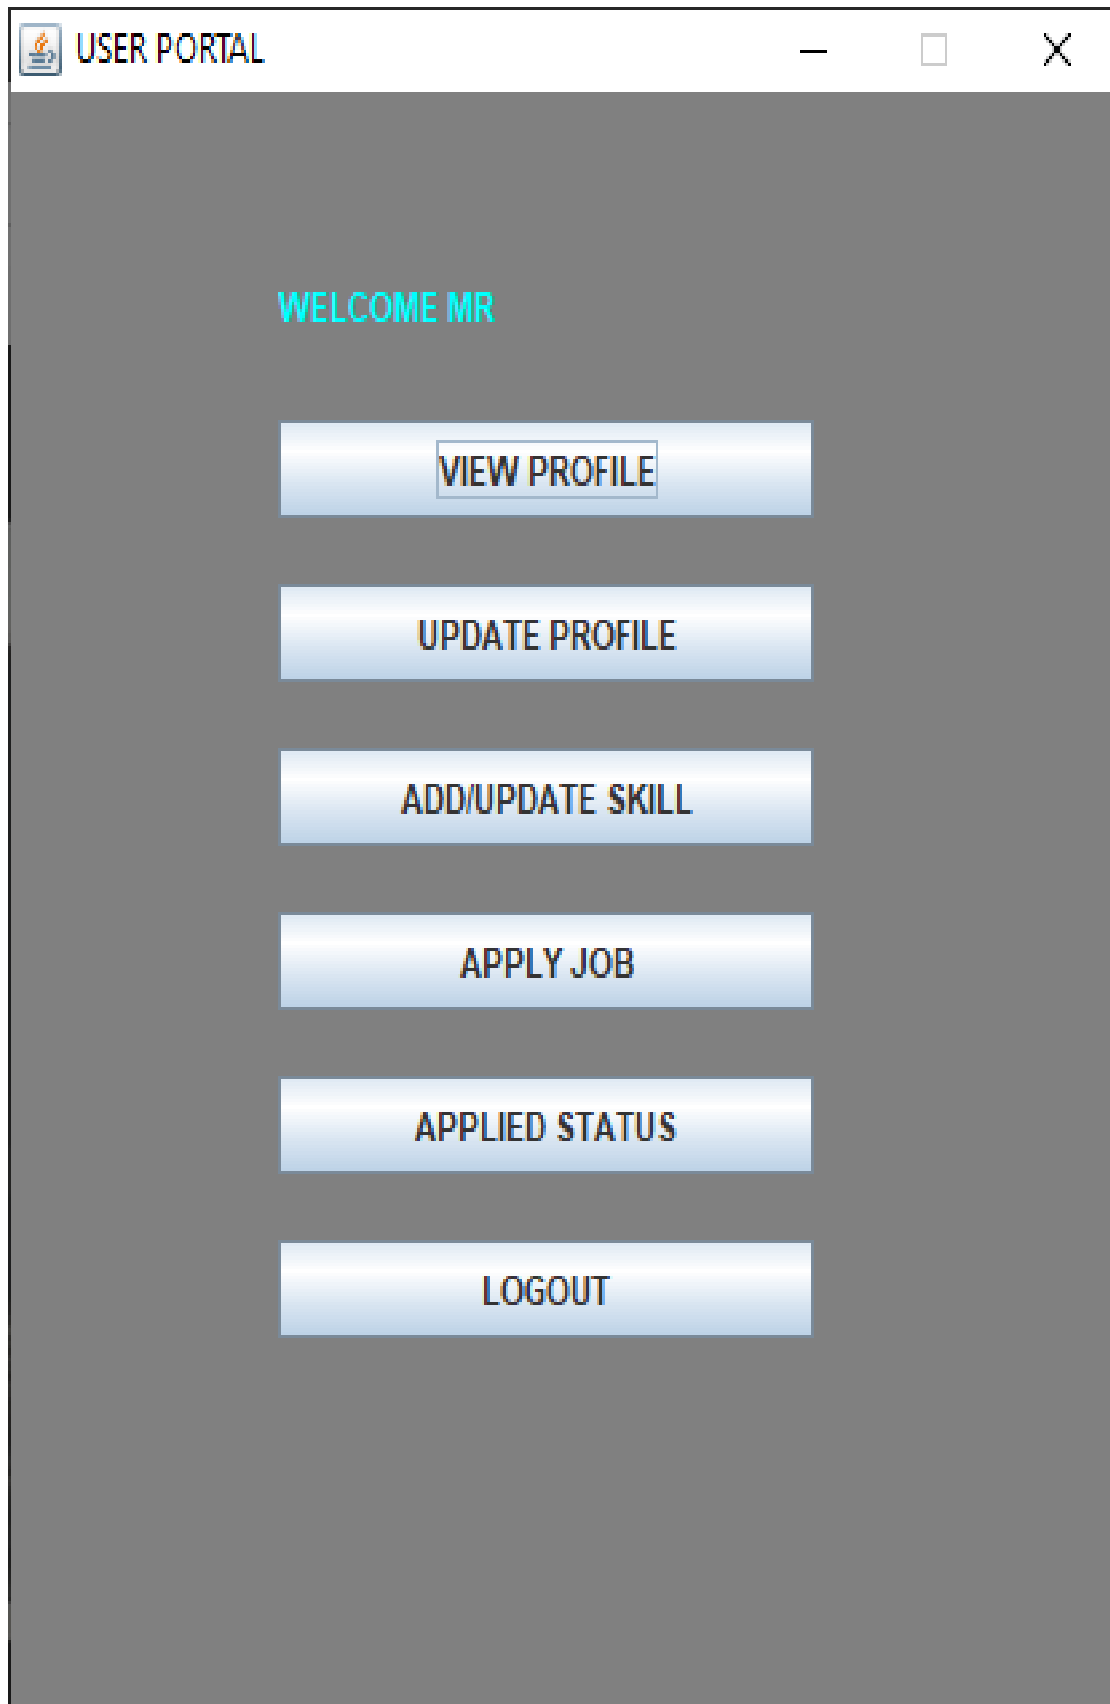 USER PORTAL
WELCOME MR
VIEW PROFILE
UPDATE PROFILE
ADD/UPDATE SKILL
APPLY JOB
APPLIED STATUS
LOGOUT